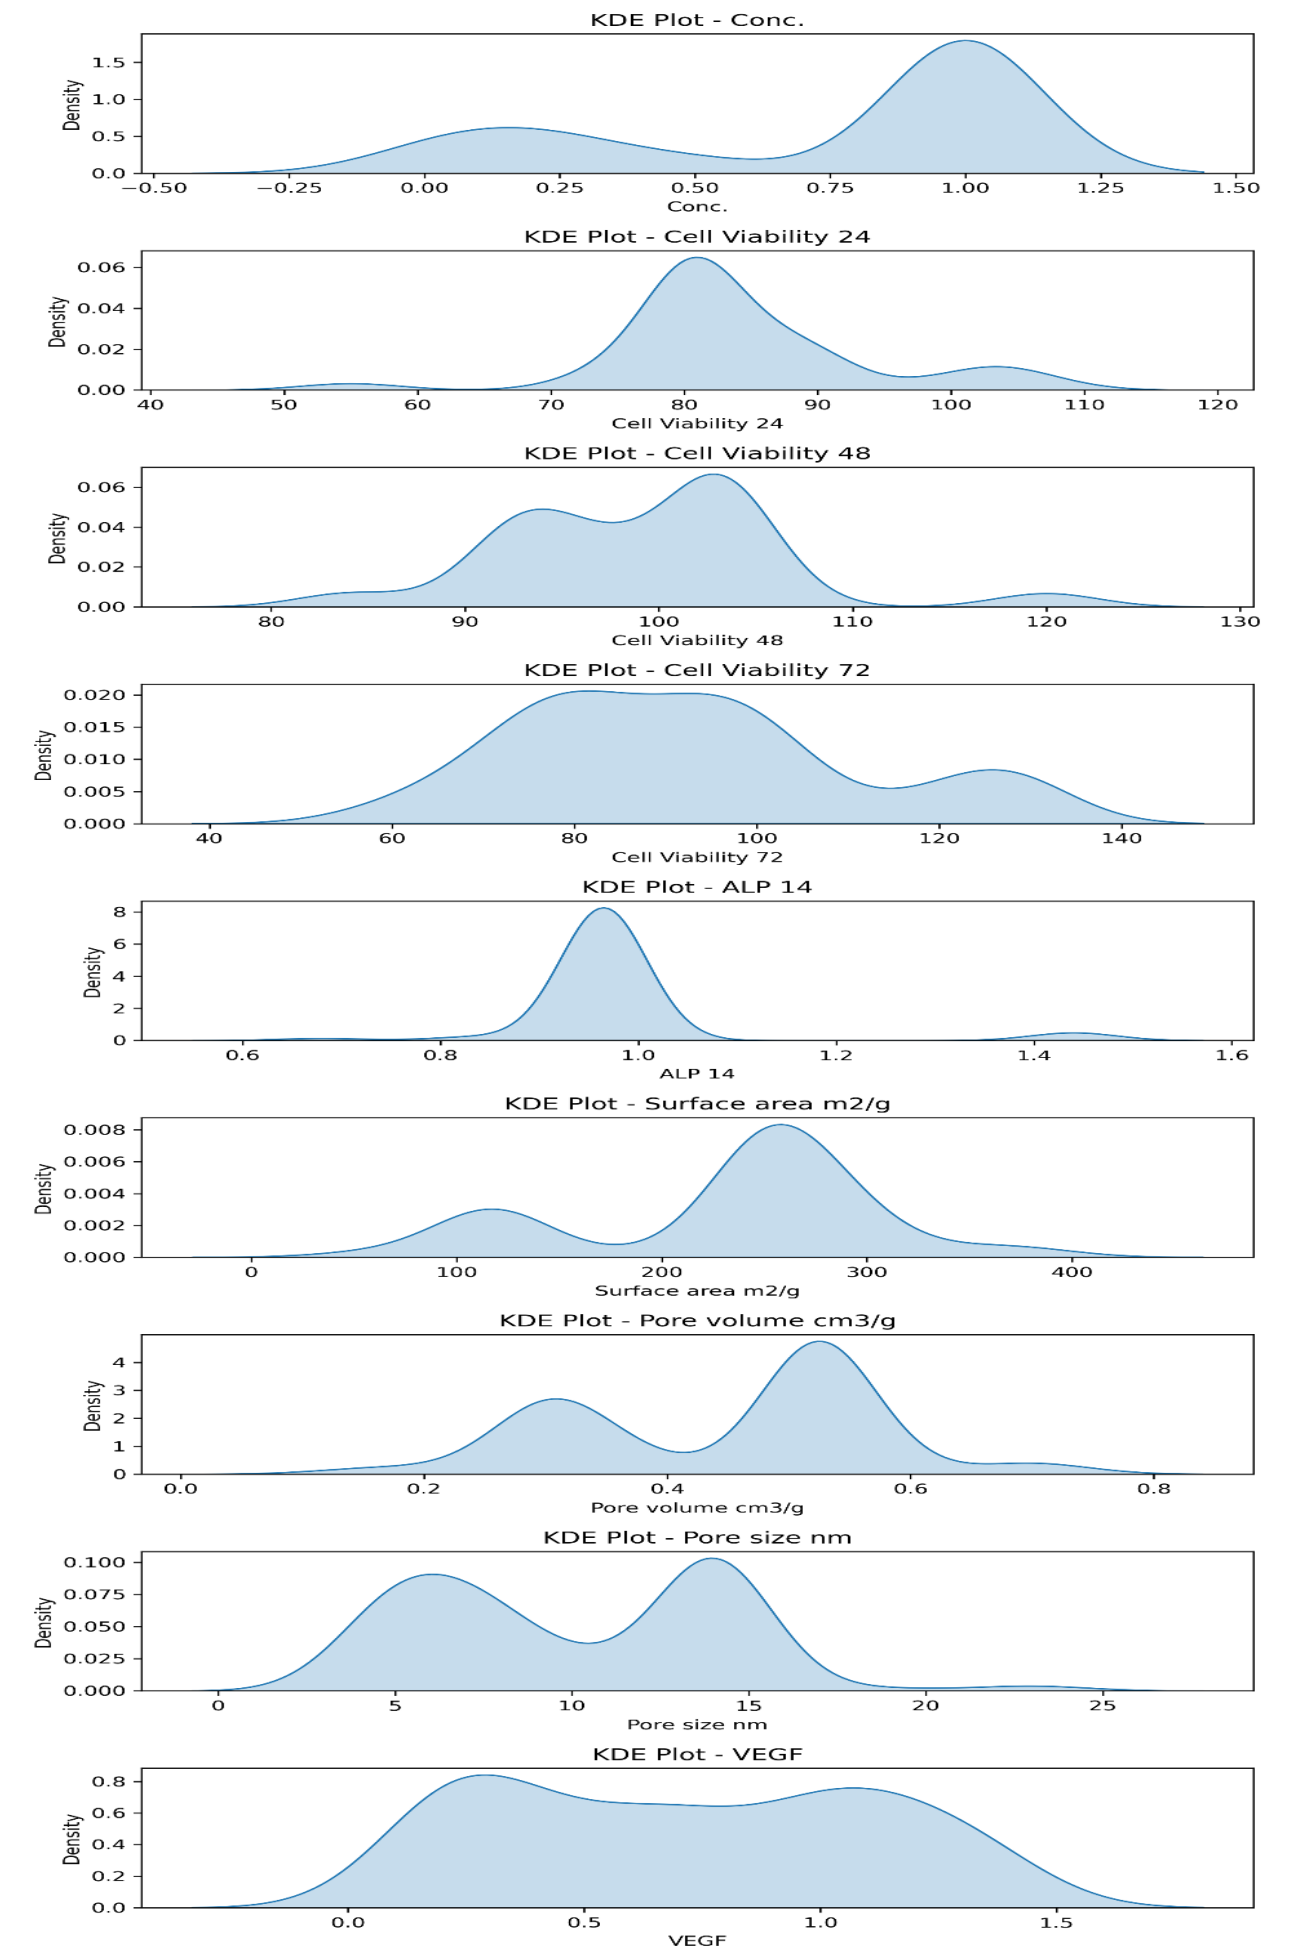 KDE Plot - Conc.
1.5
1.0
0.5
0.0
Density
−0.50 −0.25 0.00 0.25 0.50 0.75 1.00 1.25 1.50
Conc.
KDE Plot - Cell Viability 24
0.06
0.04
0.02
0.00
Density
40 50 60 70 80 90 100 110 120
Cell Viability 24
KDE Plot - Cell Viability 48
0.06
0.04
0.02
0.00
Density
80 90 100 110 120 130
Cell Viability 48
KDE Plot - Cell Viability 72
0.020
0.015
0.010
0.005
0.000
Density
40 60 80 100 120 140
Cell Viability 72
KDE Plot - ALP 14
8
6
4
2
0
Density
0.6 0.8 1.0 1.2 1.4 1.6
ALP 14
KDE Plot - Surface area m2/g
0.008
0.006
0.004
0.002
0.000
Density
0 100 200 300 400
Surface area m2/g
KDE Plot - Pore volume cm3/g
4
3
2
1
0
Density
0.0 0.2 0.4 0.6 0.8
Pore volume cm3/g
KDE Plot - Pore size nm
0.100
0.075
0.050
0.025
0.000
Density
0 5 10 15 20 25
Pore size nm
KDE Plot - VEGF
0.8
0.6
0.4
0.2
0.0
Density
0.0 0.5 1.0 1.5
VEGF